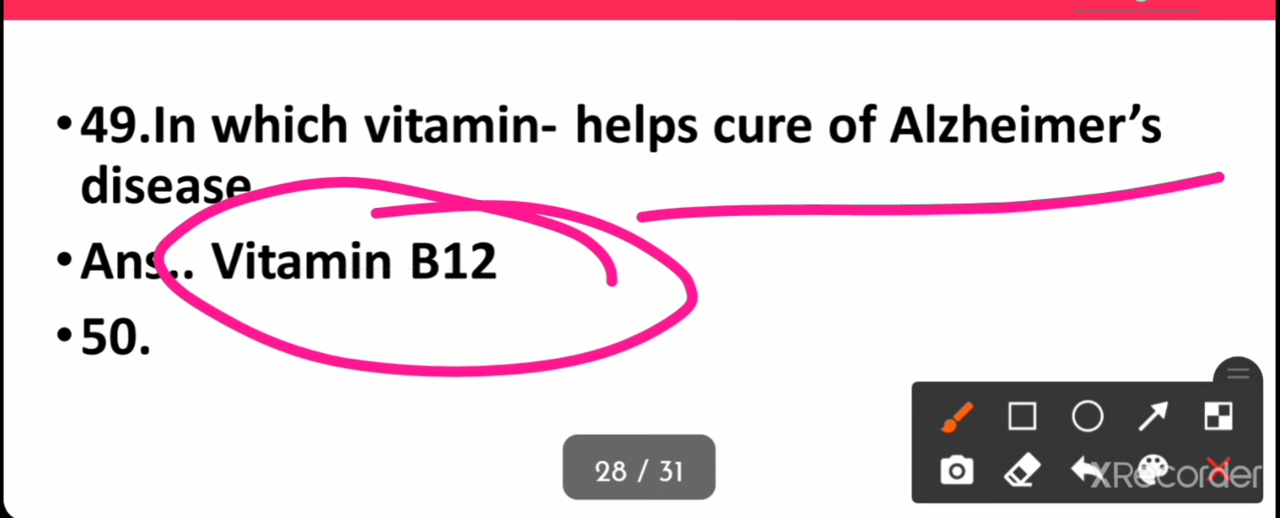 •49.In which vitamin- helps cure of Alzheimer’s
disease
•Ans.. Vitamin B12
•50.
28 / 31
XRecorder